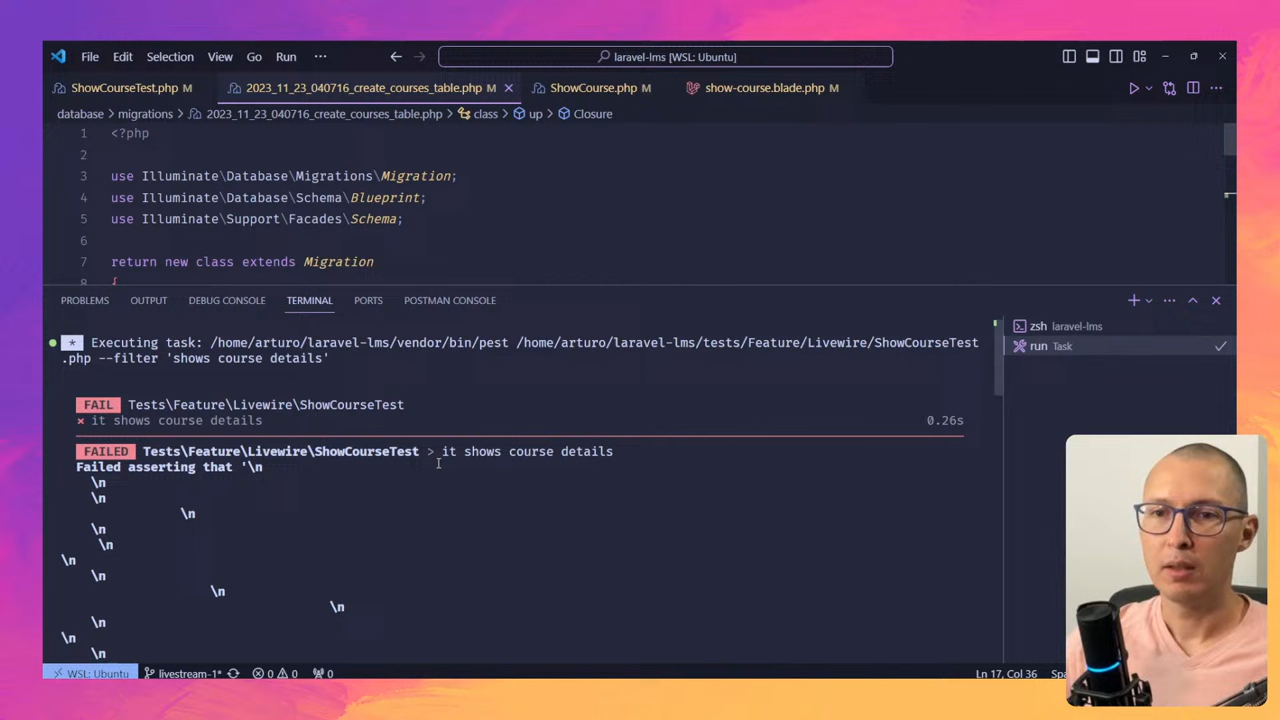 File Edit Selection View Go Run ··· laravel-lms [WSL: Ubuntu]
ShowCourseTest.php M 2023_11_23_040716_create_courses_table.php M ShowCourse.php M show-course.blade.php M
database > migrations > 2023_11_23_040716_create_courses_table.php > class > up > Closure
1 <?php
2
3 use Illuminate\Database\Migrations\Migration;
4 use Illuminate\Database\Schema\Blueprint;
5 use Illuminate\Support\Facades\Schema;
6
7 return new class extends Migration
8 {
PROBLEMS OUTPUT DEBUG CONSOLE TERMINAL PORTS POSTMAN CONSOLE
* Executing task: /home/arturo/laravel-lms/vendor/bin/pest /home/arturo/laravel-lms/tests/Feature/Livewire/ShowCourseTest
.php --filter 'shows course details'
zsh laravel-lms
run Task
FAIL Tests\Feature\Livewire\ShowCourseTest
⨯ it shows course details 0.26s
FAILED Tests\Feature\Livewire\ShowCourseTest > it shows course details
Failed asserting that '\n
\n
\n
\n
\n
\n
\n
\n
\n
\n
\n
\n
\n
WSL: Ubuntu livestream-1* 0 0 0 Ln 17, Col 36